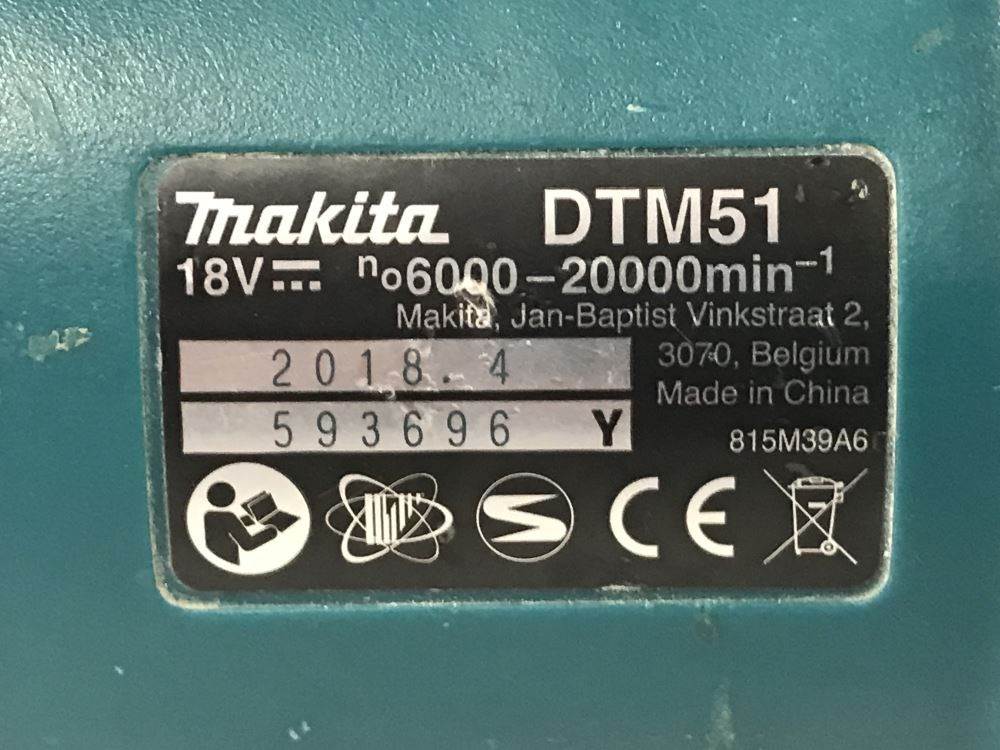 makita DTM51
18V⎓ n₀6000–20000min⁻¹
Makita, Jan-Baptist Vinkstraat 2,
3070, Belgium
2018. 4
Made in China
593696 Y
815M39A6
CE